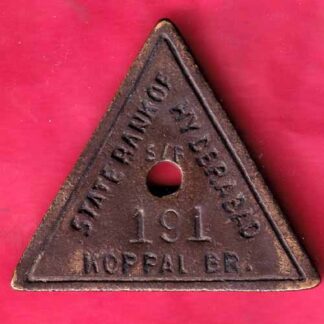 STATE BANK OF
HYDERABAD
S/F
191
KOPPAL BR.